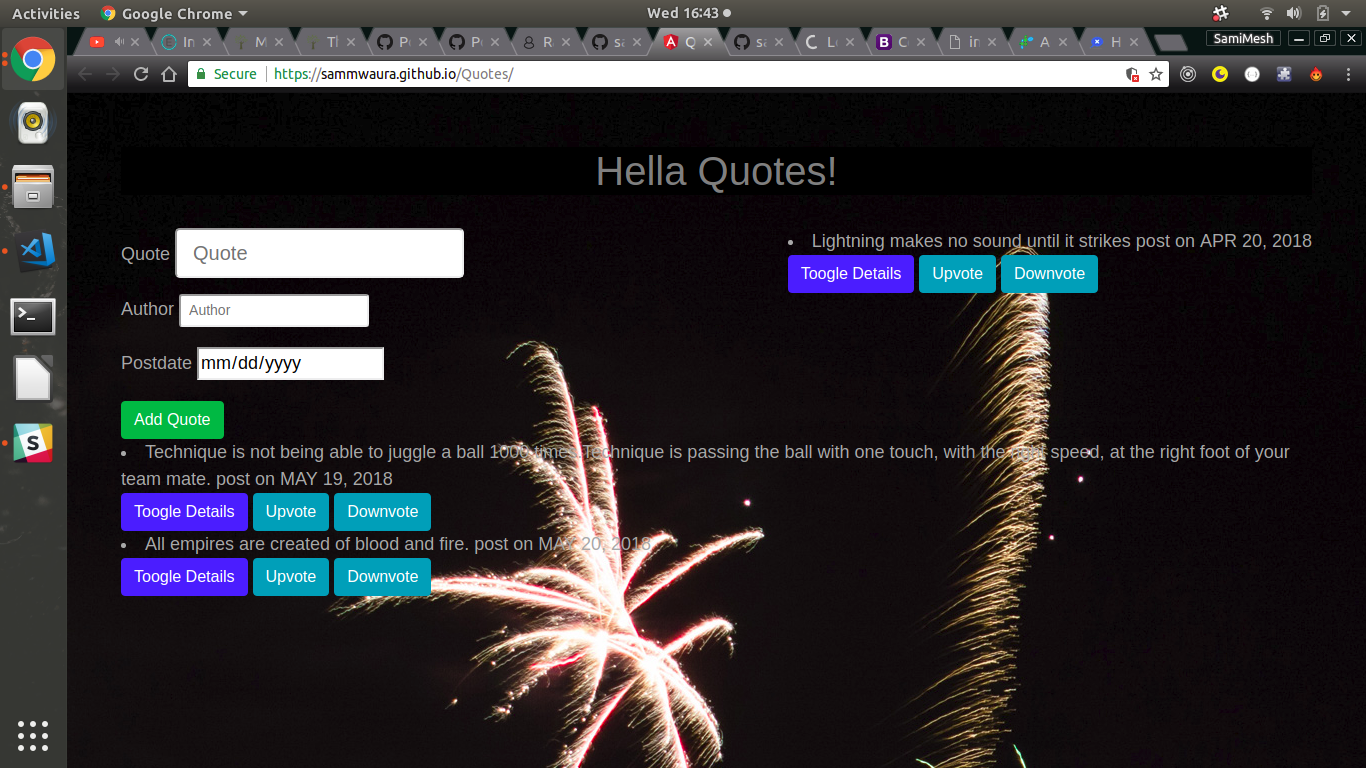 Activities
Google Chrome
Wed 16:43
In
M
Th
Pe
Pe
Ra
sa
Q
sa
Lo
Co
in
A
H
SamiMesh
Secure
https://sammwaura.github.io/Quotes/
Hella Quotes!
Quote Quote
Author Author
Postdate mm/dd/yyyy
Add Quote
Lightning makes no sound until it strikes post on APR 20, 2018
Toogle Details Upvote Downvote
Technique is not being able to juggle a ball 1000 times. Technique is passing the ball with one touch, with the right speed, at the right foot of your
team mate. post on MAY 19, 2018
Toogle Details Upvote Downvote
All empires are created of blood and fire. post on MAY 20, 2018
Toogle Details Upvote Downvote